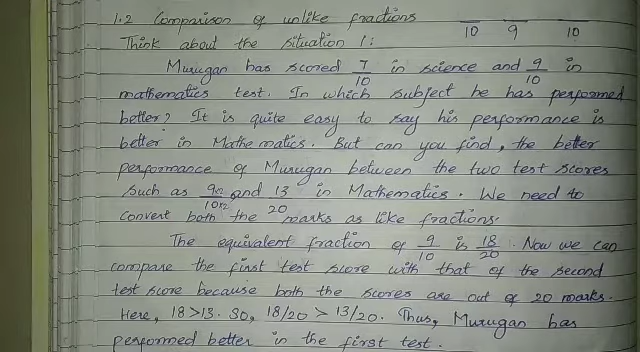 1.2 Comparison of unlike fractions
10 9 10
Think about the situation 1:
Murugan has scored 7/10 in science and 9/10 in
mathematics test. In which subject he has performed
better? It is quite easy to say his performance is
better in Mathematics. But can you find, the better
performance of Murugan between the two test scores
such as 9×2/10×2 and 13/20 in Mathematics. We need to
convert both the marks as like fractions.
The equivalent fraction of 9/10 is 18/20. Now we can
compare the first test score with that of the second
test score because both the scores are out of 20 marks.
Here, 18>13. SO, 18/20 > 13/20. Thus, Murugan has
performed better in the first test.